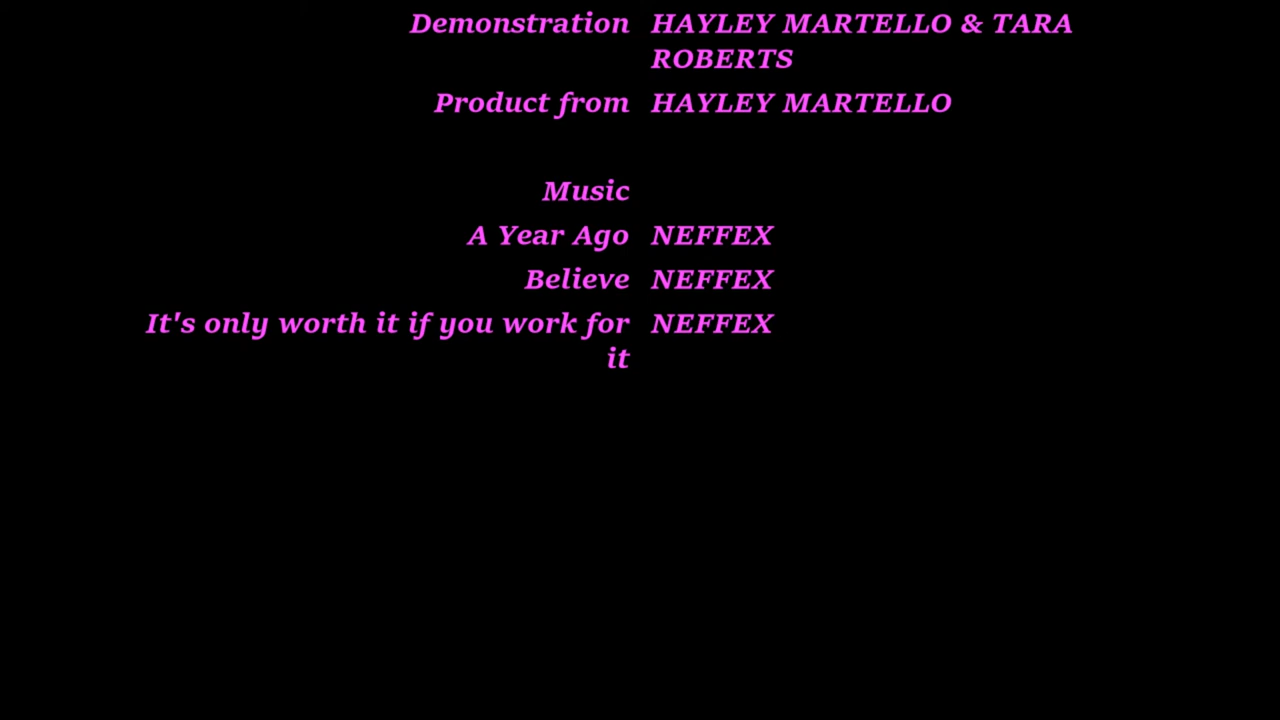 Demonstration HAYLEY MARTELLO & TARA
ROBERTS
Product from HAYLEY MARTELLO
Music
A Year Ago NEFFEX
Believe NEFFEX
It's only worth it if you work for NEFFEX
it